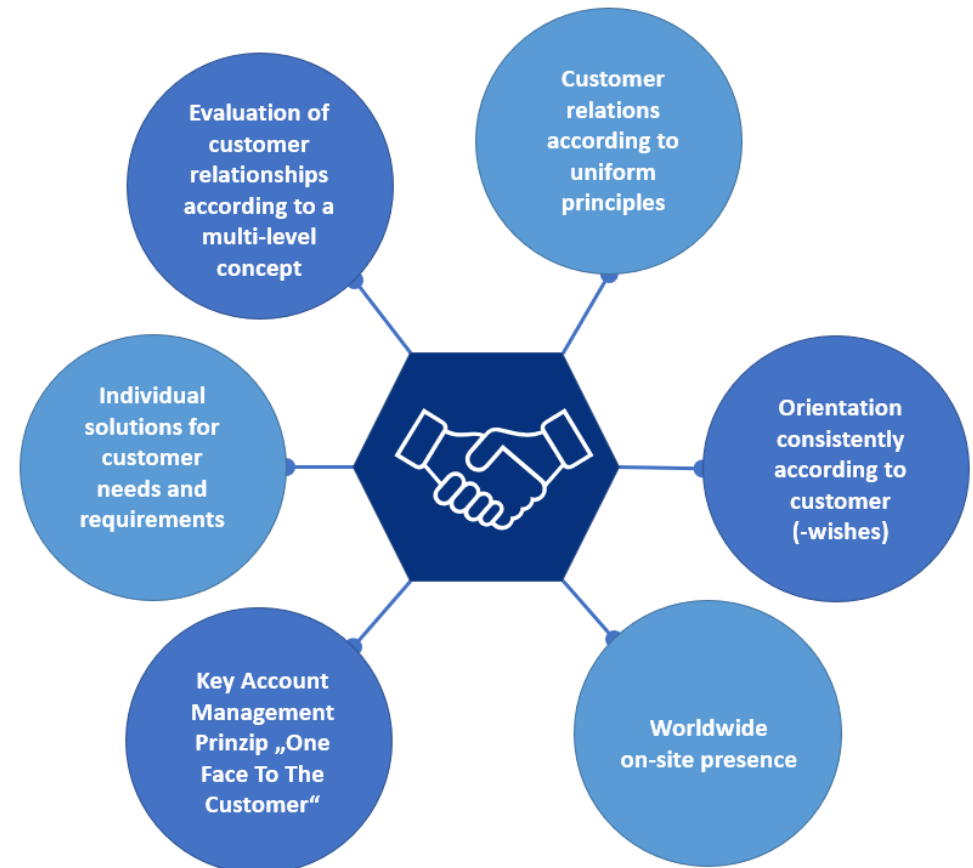 Evaluation of
customer
relationships
according to a
multi-level
concept
Customer
relations
according to
uniform
principles
Individual
solutions for
customer
needs and
requirements
Orientation
consistently
according to
customer
(-wishes)
Key Account
Management
Prinzip „One
Face To The
Customer“
Worldwide
on-site presence